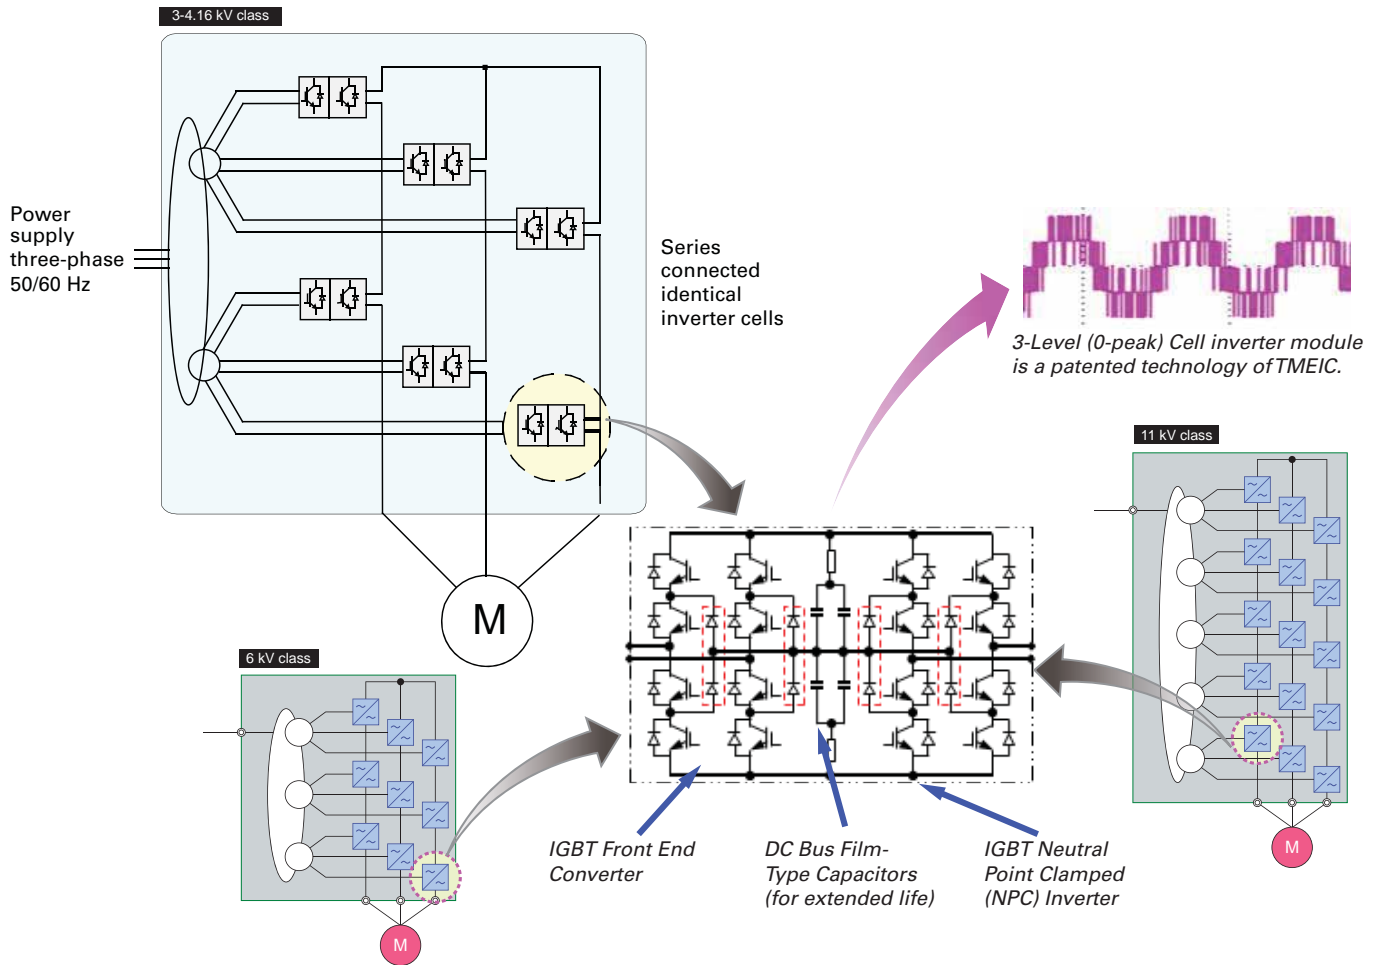 3-4.16 kV class
Power
supply
three-phase
50/60 Hz
Series
connected
identical
inverter cells
3-Level (0-peak) Cell inverter module
is a patented technology of TMEIC.
11 kV class
M
6 kV class
IGBT Front End
Converter
DC Bus Film-
Type Capacitors
(for extended life)
IGBT Neutral
Point Clamped
(NPC) Inverter
M
M